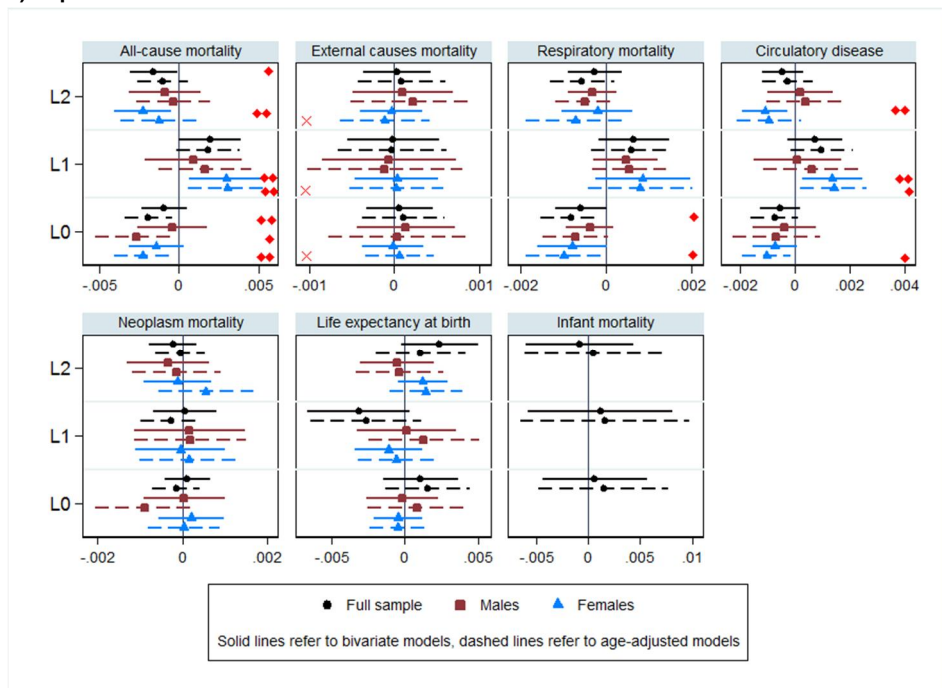 All-cause mortality
External causes mortality
Respiratory mortality
Circulatory disease
L2
L1
L0
-.005 0 .005
-.001 0 .001
-.002 0 .002
-.002 0 .002 .004
Neoplasm mortality
Life expectancy at birth
Infant mortality
L2
L1
L0
-.002 0 .002
-.005 0 .005
-.005 0 .005 .01
Full sample
Males
Females
Solid lines refer to bivariate models, dashed lines refer to age-adjusted models